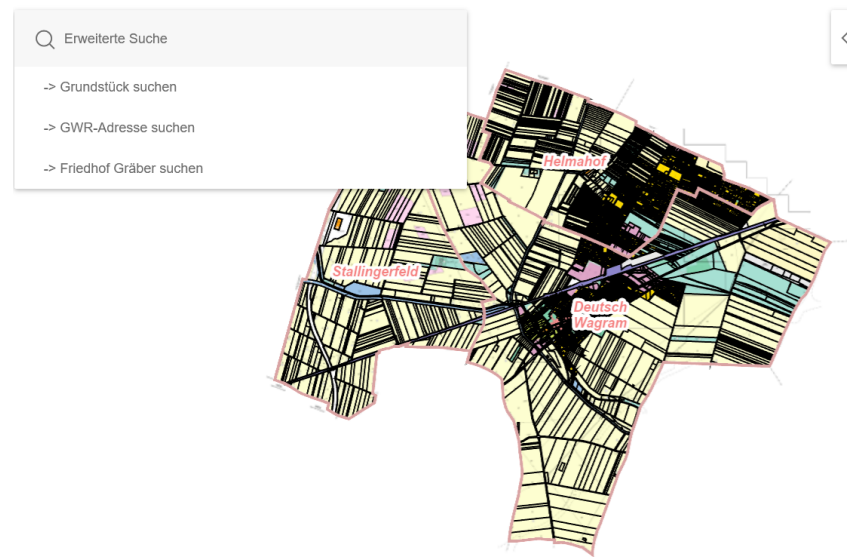 Erweiterte Suche
-> Grundstück suchen
-> GWR-Adresse suchen
-> Friedhof Gräber suchen
Helmahof
Stallingerfeld
Deutsch
Wagram